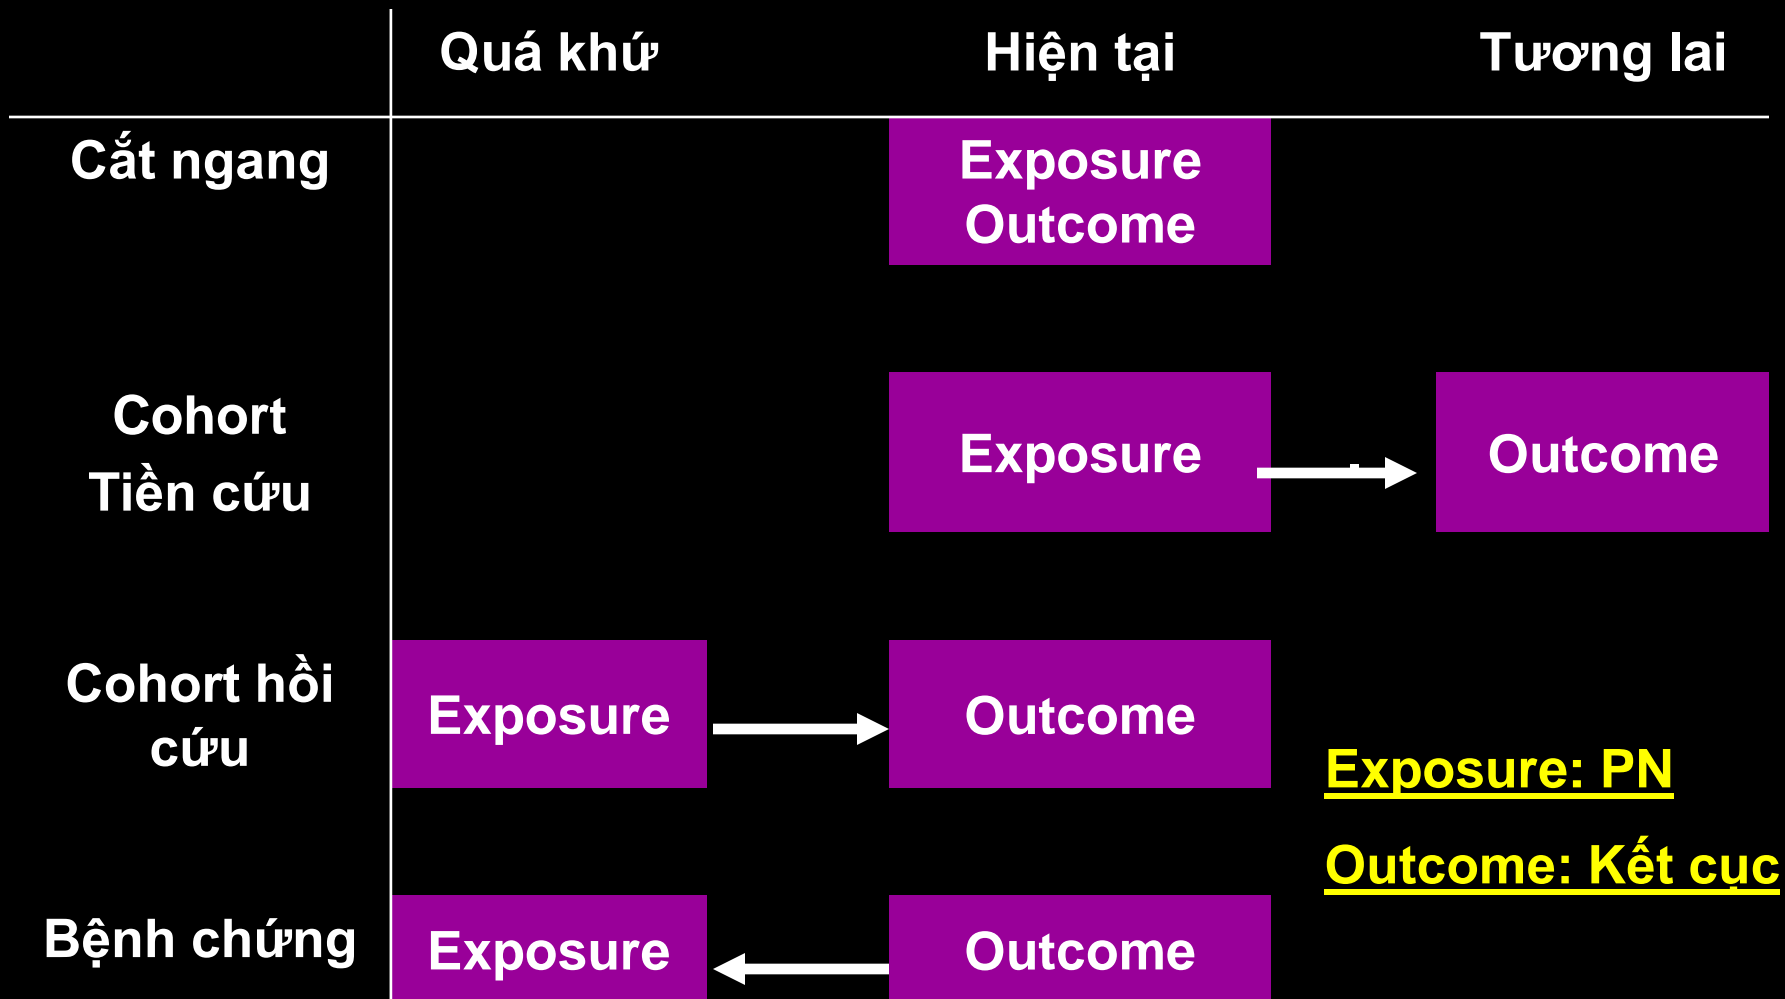 Quá khứ Hiện tại Tương lai
Cắt ngang
Exposure
Outcome
Cohort
Tiền cứu
Exposure
Outcome
Cohort hồi
cứu
Exposure
Outcome
Exposure: PN
Outcome: Kết cục
Bệnh chứng
Exposure
Outcome